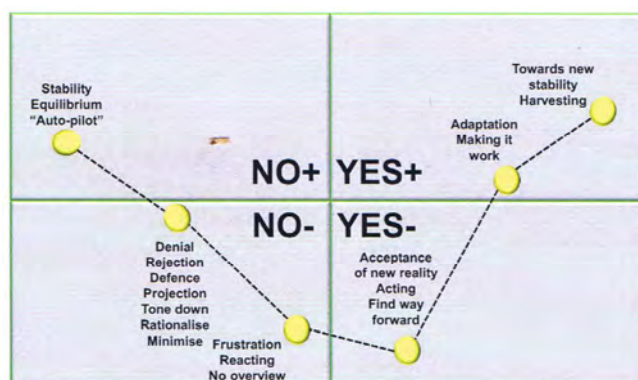 Stability
Equilibrium
"Auto-pilot"
Towards new
stability
Harvesting
Adaptation
Making it
work
NO+ YES+
NO- YES-
Denial
Rejection
Defence
Projection
Tone down
Rationalise
Minimise
Acceptance
of new reality
Acting
Find way
forward
Frustration
Reacting
No overview